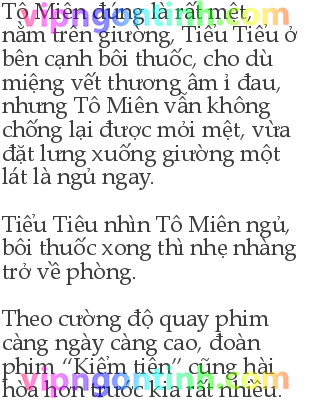 Tô Miên đúng là rất mệt,
nằm trên giường, Tiểu Tiêu ở
bên cạnh bôi thuốc, cho dù
miệng vết thương âm ỉ đau,
nhưng Tô Miên vẫn không
chống lại được mỏi mệt, vừa
đặt lưng xuống giường một
lát là ngủ ngay.
Tiểu Tiêu nhìn Tô Miên ngủ,
bôi thuốc xong thì nhẹ nhàng
trở về phòng.
Theo cường độ quay phim
càng ngày càng cao, đoàn
phim “Kiếm tiên” cũng hài
hòa hơn trước kia rất nhiều.
vipngontinh.com
vipngontinh.com